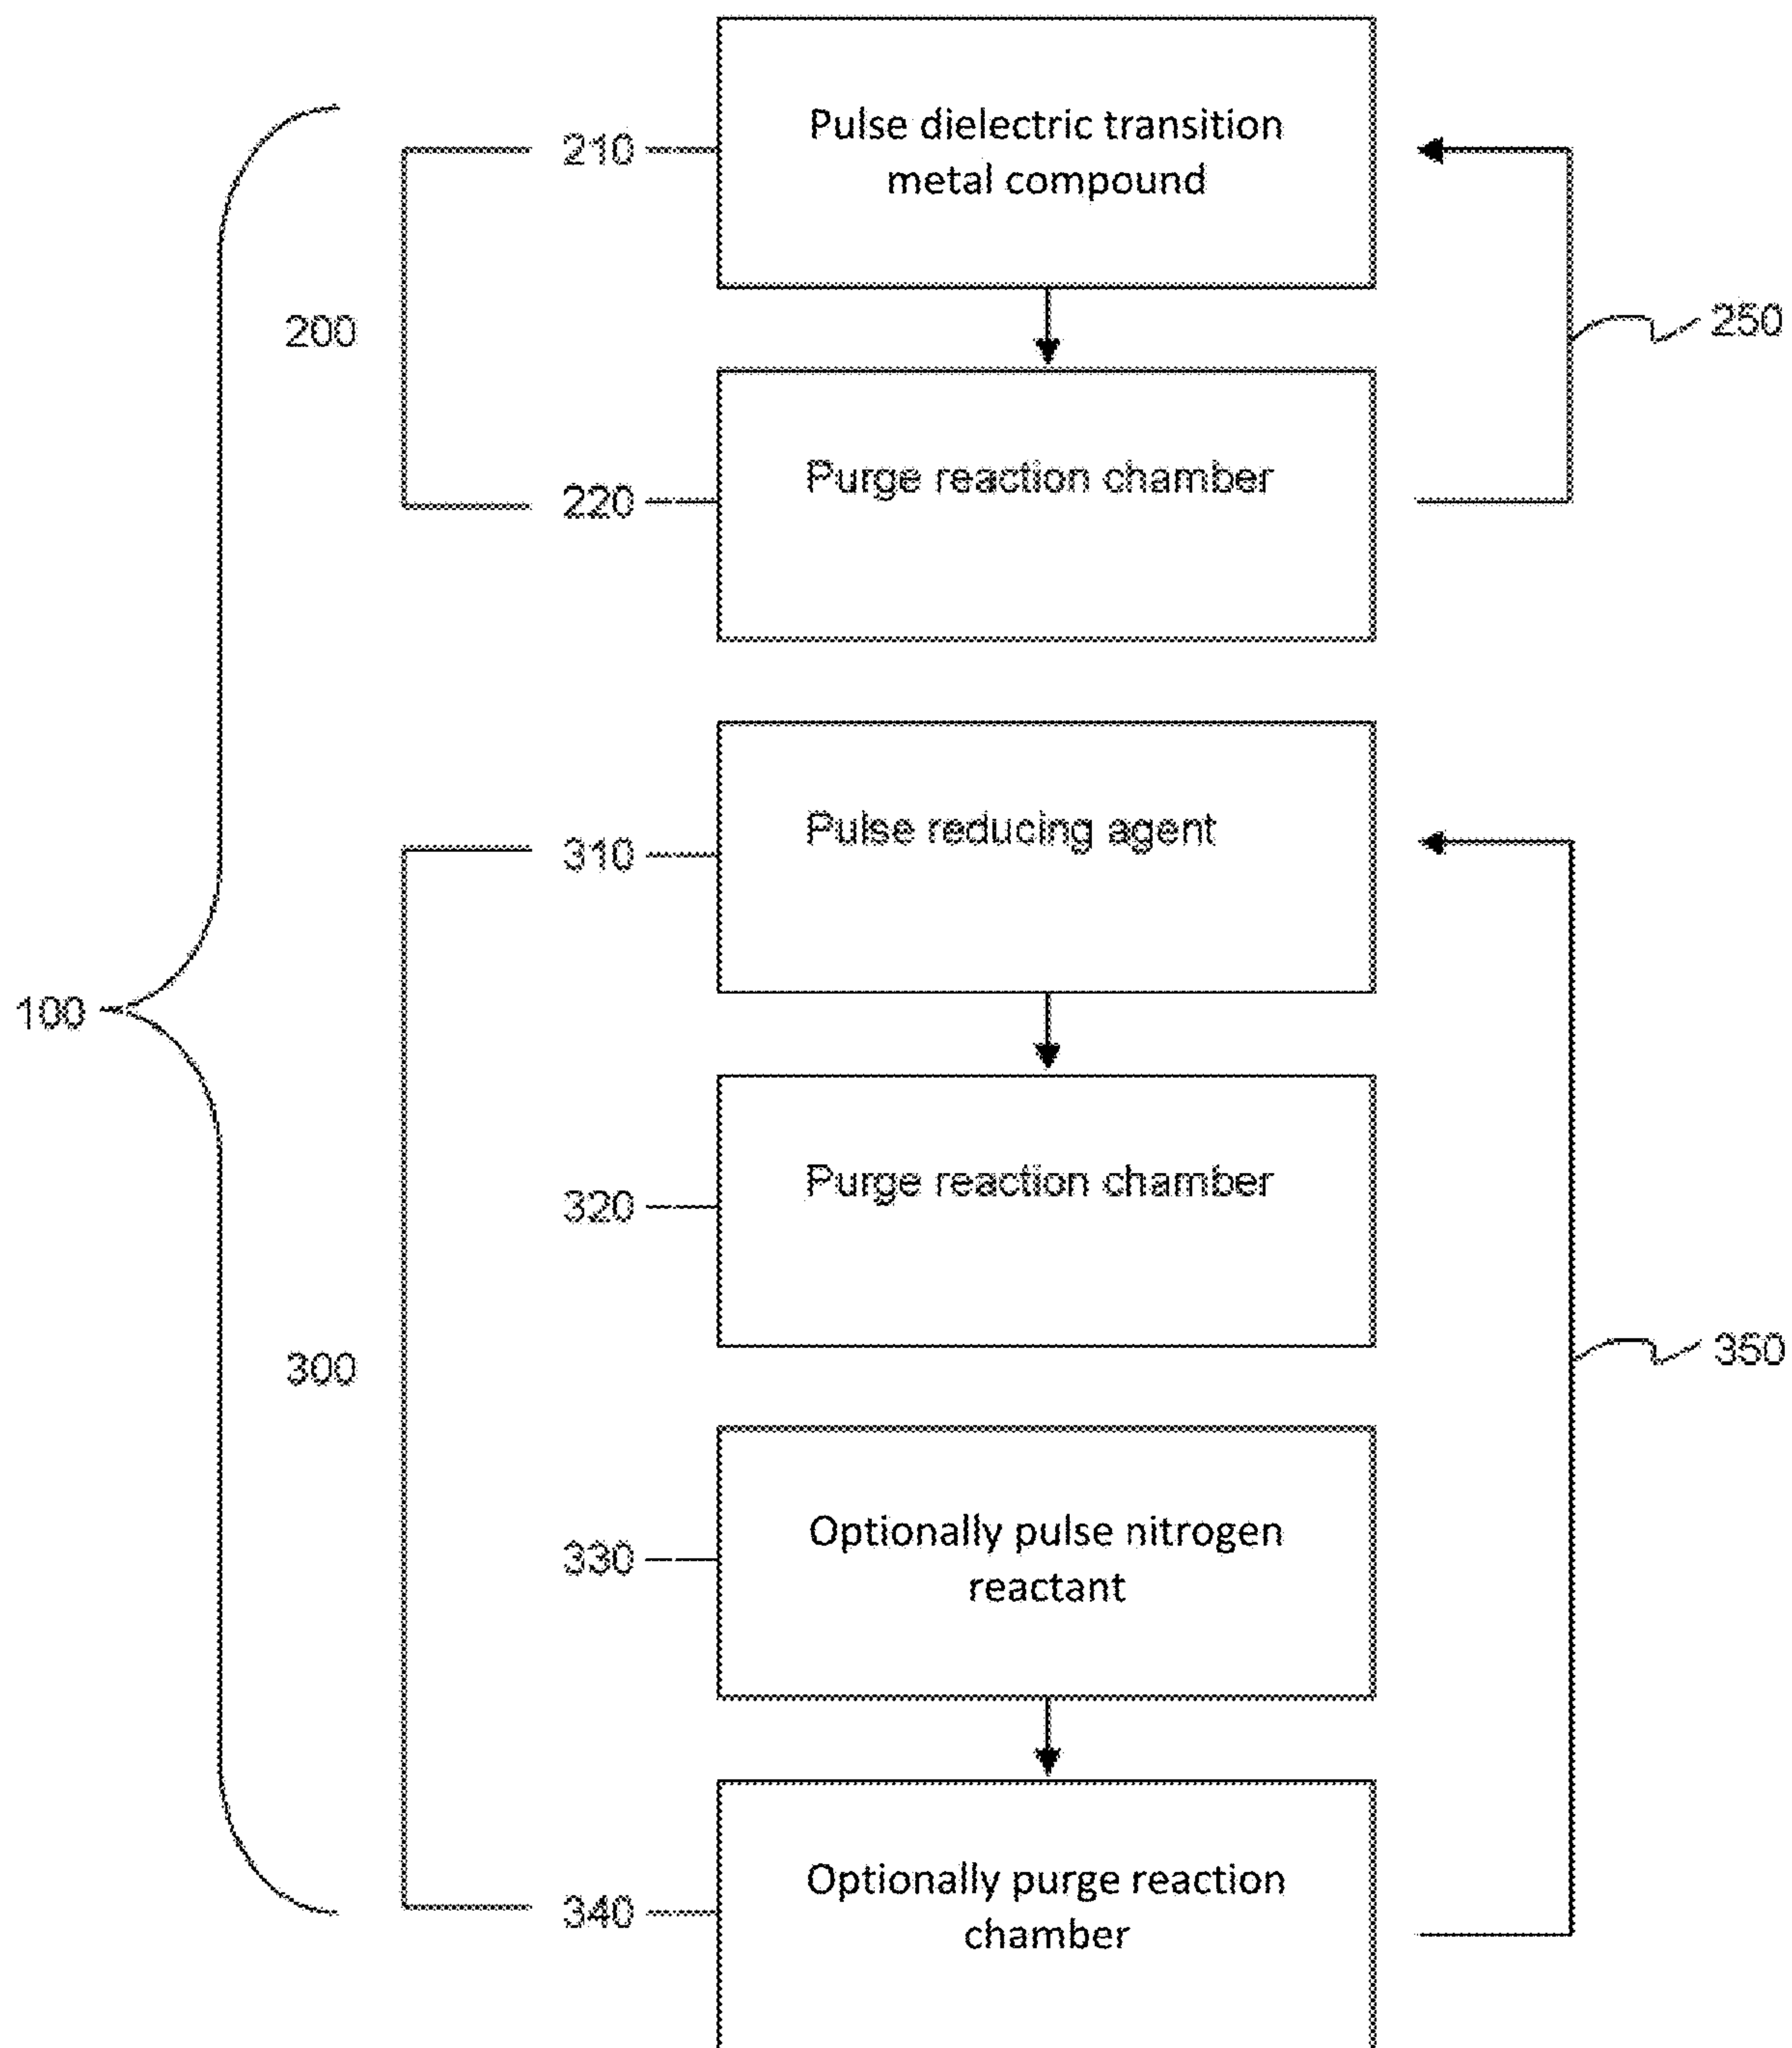 Pulse dielectric transition
metal compound
210
200
250
Purge reaction chamber
220
Pulse reducing agent
310
100
Purge reaction chamber
320
300
350
Optionally pulse nitrogen
reactant
330
Optionally purge reaction
chamber
340